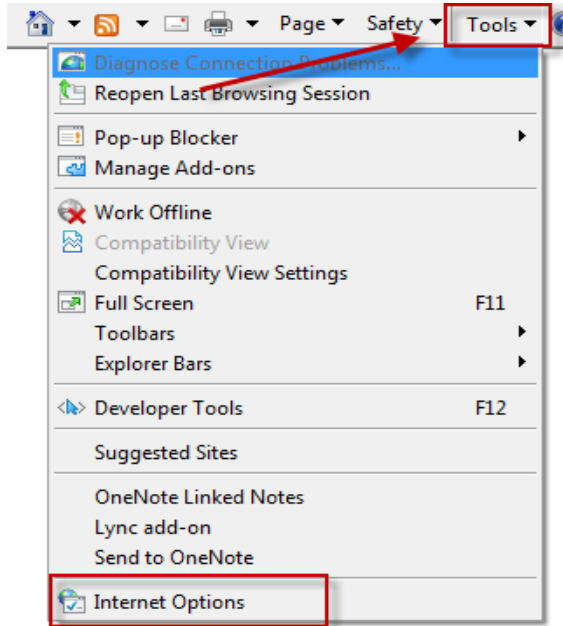 Page Safety Tools
Diagnose Connection Problems...
Reopen Last Browsing Session
Pop-up Blocker
Manage Add-ons
Work Offline
Compatibility View
Compatibility View Settings
Full Screen F11
Toolbars
Explorer Bars
Developer Tools F12
Suggested Sites
OneNote Linked Notes
Lync add-on
Send to OneNote
Internet Options